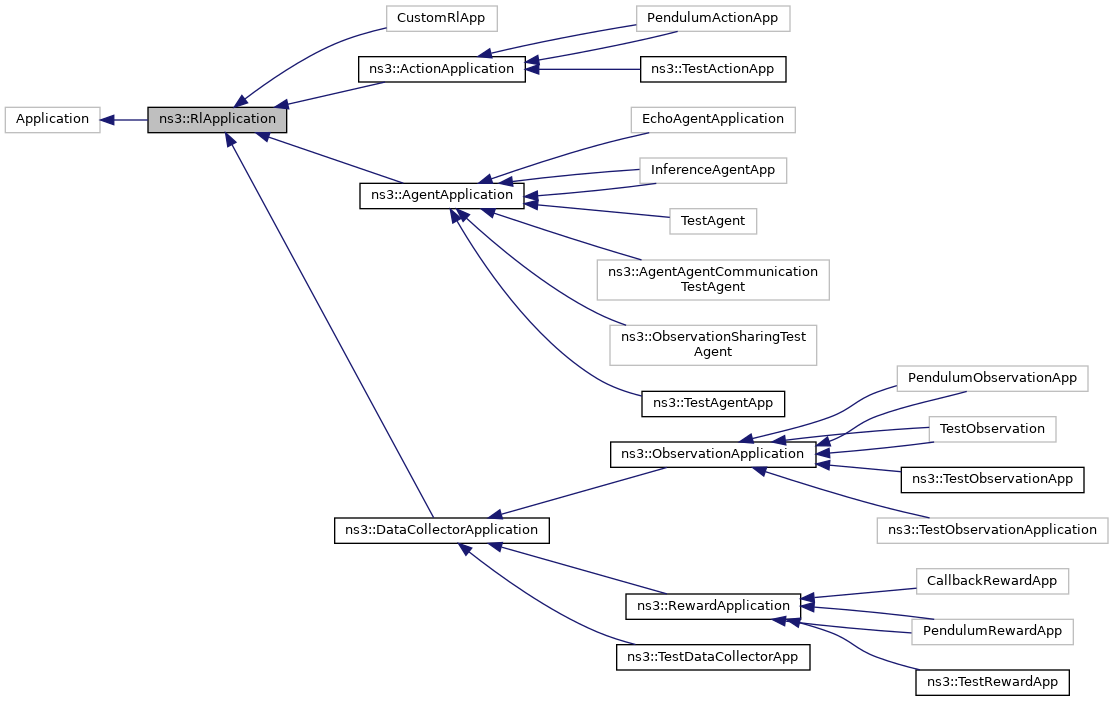 CustomRlApp
PendulumActionApp
ns3::ActionApplication
ns3::TestActionApp
Application
ns3::RlApplication
EchoAgentApplication
InferenceAgentApp
ns3::AgentApplication
TestAgent
ns3::AgentAgentCommunication
TestAgent
ns3::ObservationSharingTest
Agent
ns3::TestAgentApp
PendulumObservationApp
TestObservation
ns3::ObservationApplication
ns3::TestObservationApp
ns3::DataCollectorApplication
ns3::TestObservationApplication
CallbackRewardApp
ns3::RewardApplication
PendulumRewardApp
ns3::TestDataCollectorApp
ns3::TestRewardApp